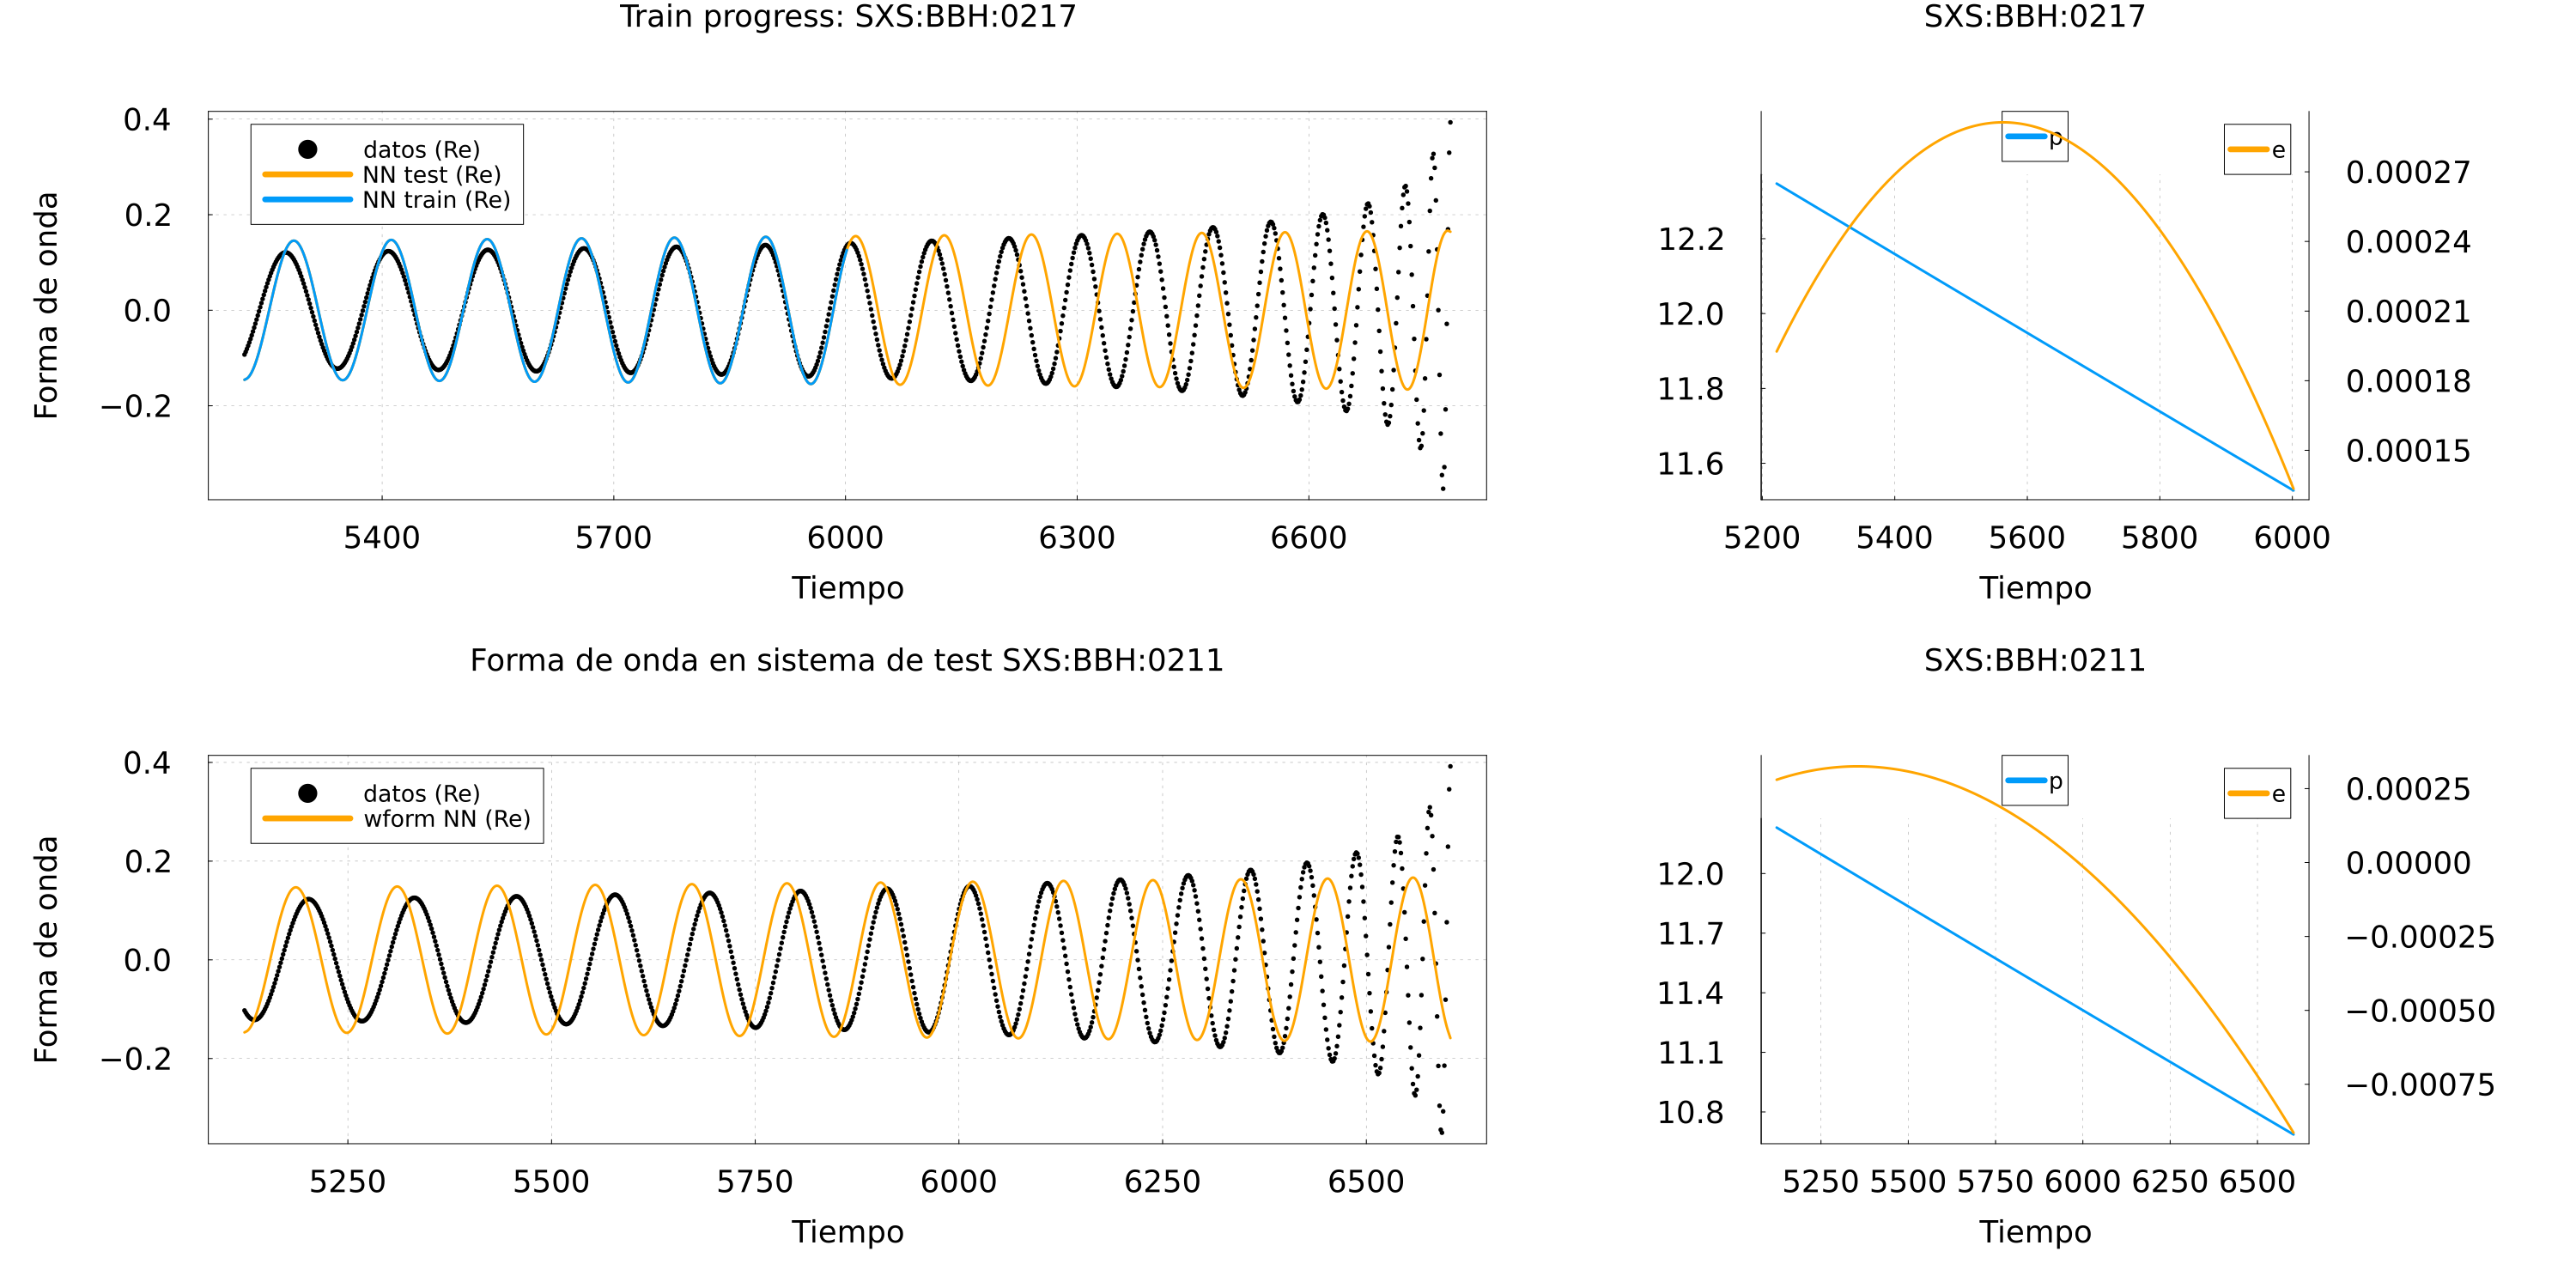 Train progress: SXS:BBH:0217
Forma de onda
0.4
0.2
0.0
−0.2
datos (Re)
NN test (Re)
NN train (Re)
5400 5700 6000 6300 6600
Tiempo
SXS:BBH:0217
12.2
12.0
11.8
11.6
p
e
0.00027
0.00024
0.00021
0.00018
0.00015
5200 5400 5600 5800 6000
Tiempo
Forma de onda en sistema de test SXS:BBH:0211
Forma de onda
0.4
0.2
0.0
−0.2
datos (Re)
wform NN (Re)
5250 5500 5750 6000 6250 6500
Tiempo
SXS:BBH:0211
12.0
11.7
11.4
11.1
10.8
p
e
0.00025
0.00000
−0.00025
−0.00050
−0.00075
5250 5500 5750 6000 6250 6500
Tiempo